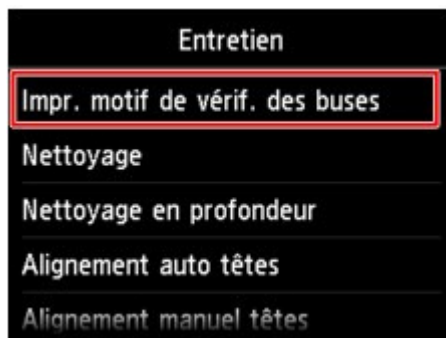 Entretien
Impr. motif de vérif. des buses
Nettoyage
Nettoyage en profondeur
Alignement auto têtes
Alignement manuel têtes